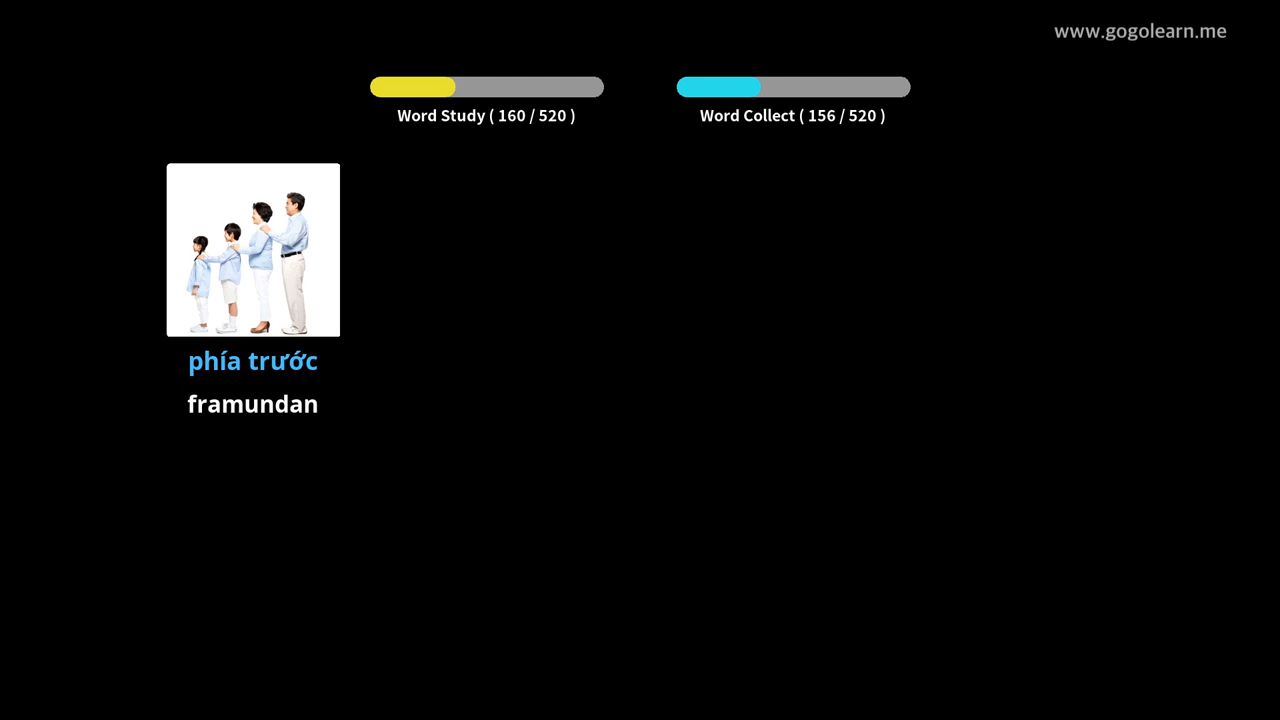 www.gogolearn.me
Word Study ( 160 / 520 )
Word Collect ( 156 / 520 )
phía trước
framundan